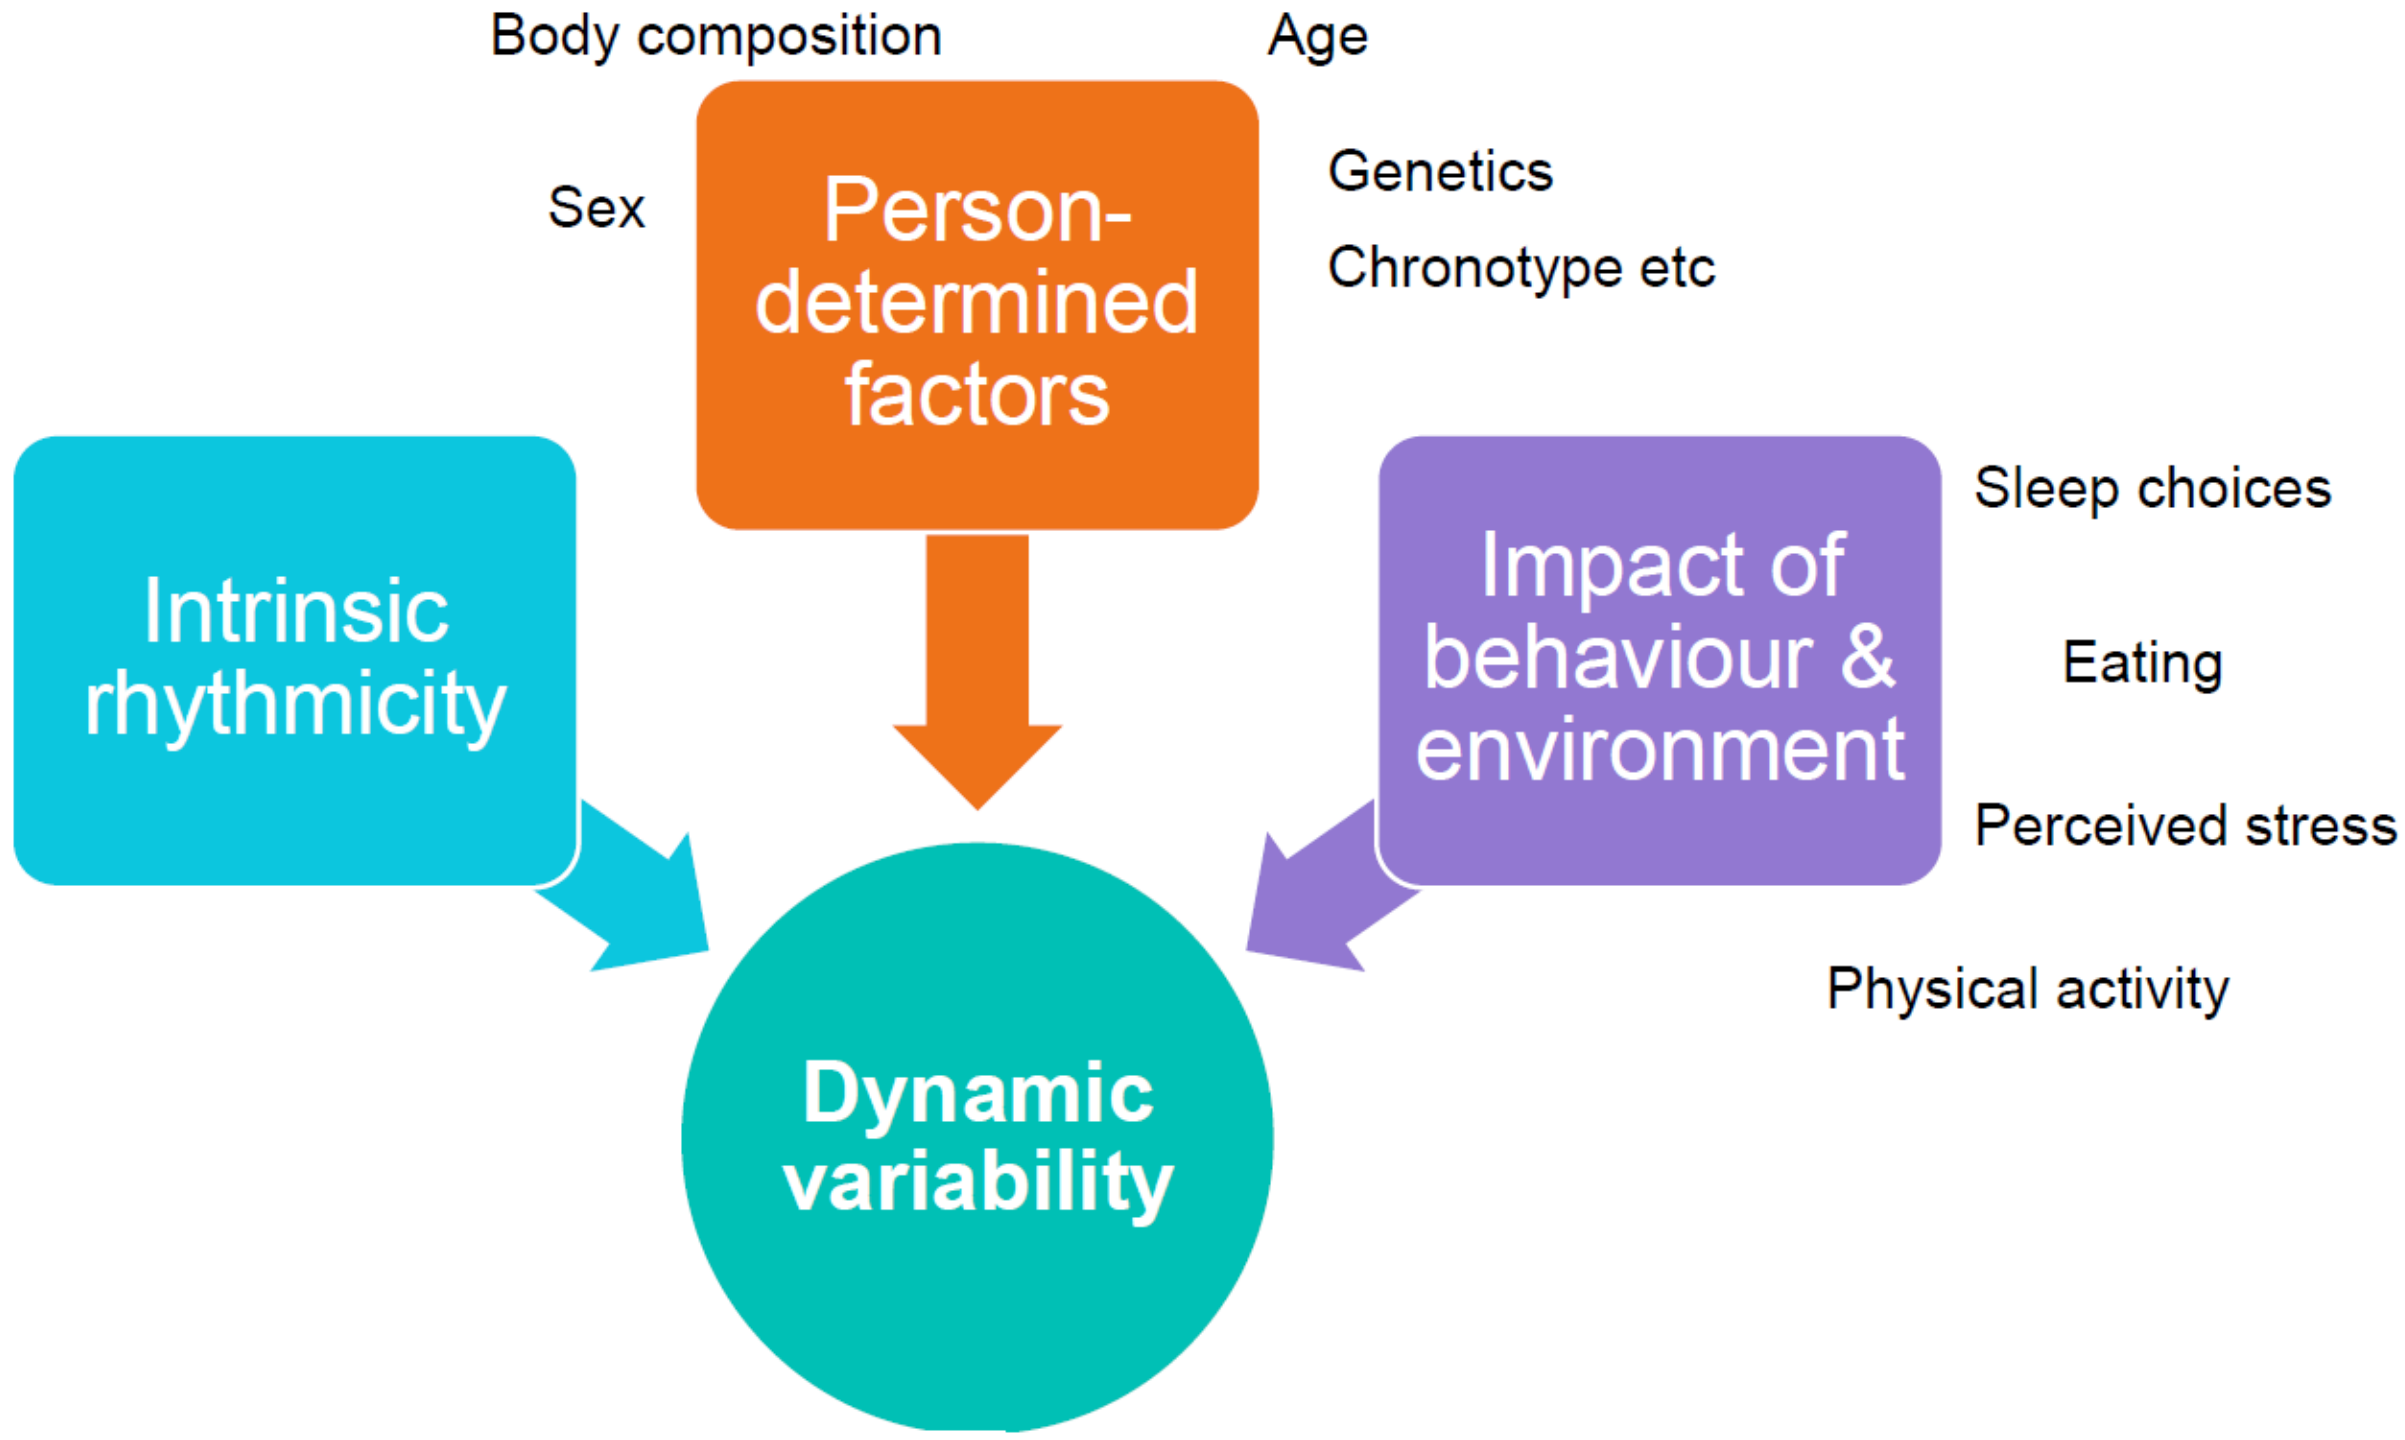 Body composition
Age
Sex
Person-
determined
factors
Genetics
Chronotype etc
Intrinsic
rhythmicity
Impact of
behaviour &
environment
Sleep choices
Eating
Perceived stress
Physical activity
Dynamic
variability